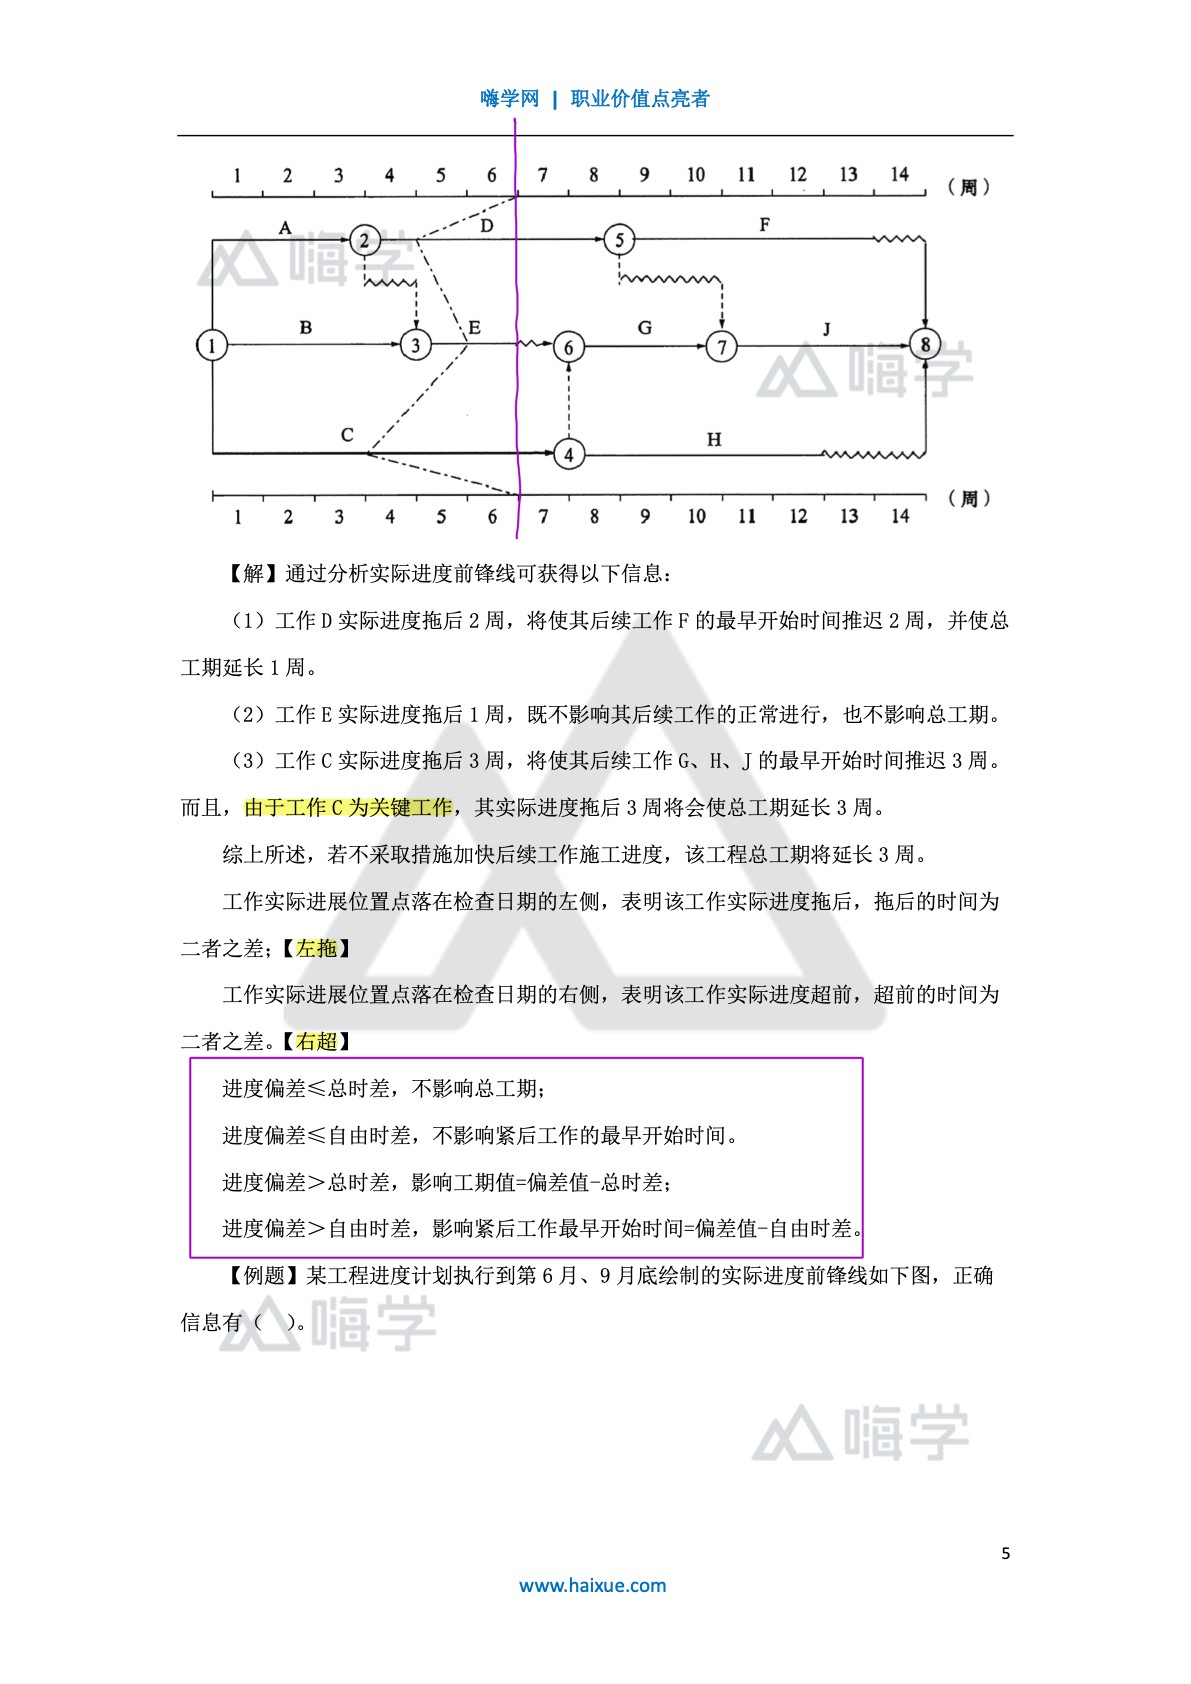 嗨学网 | 职业价值点亮者
1 2 3 4 5 6 7 8 9 10 11 12 13 14 （周）
A D F
2 5
嗨学
B E G J
1 3 6 7 8
嗨学
C H
4
（周）
1 2 3 4 5 6 7 8 9 10 11 12 13 14
【解】通过分析实际进度前锋线可获得以下信息：
（1）工作 D 实际进度拖后 2 周，将使其后续工作 F 的最早开始时间推迟 2 周，并使总
工期延长 1 周。
（2）工作 E 实际进度拖后 1 周，既不影响其后续工作的正常进行，也不影响总工期。
（3）工作 C 实际进度拖后 3 周，将使其后续工作 G、H、J 的最早开始时间推迟 3 周。
而且，由于工作 C 为关键工作，其实际进度拖后 3 周将会使总工期延长 3 周。
综上所述，若不采取措施加快后续工作施工进度，该工程总工期将延长 3 周。
工作实际进展位置点落在检查日期的左侧，表明该工作实际进度拖后，拖后的时间为
二者之差；【左拖】
工作实际进展位置点落在检查日期的右侧，表明该工作实际进度超前，超前的时间为
二者之差。【右超】
进度偏差≤总时差，不影响总工期；
进度偏差≤自由时差，不影响紧后工作的最早开始时间。
进度偏差＞总时差，影响工期值=偏差值-总时差；
进度偏差＞自由时差，影响紧后工作最早开始时间=偏差值-自由时差。
【例题】某工程进度计划执行到第 6 月、9 月底绘制的实际进度前锋线如下图，正确
信息有（ ）。
嗨学
嗨学
5
www.haixue.com